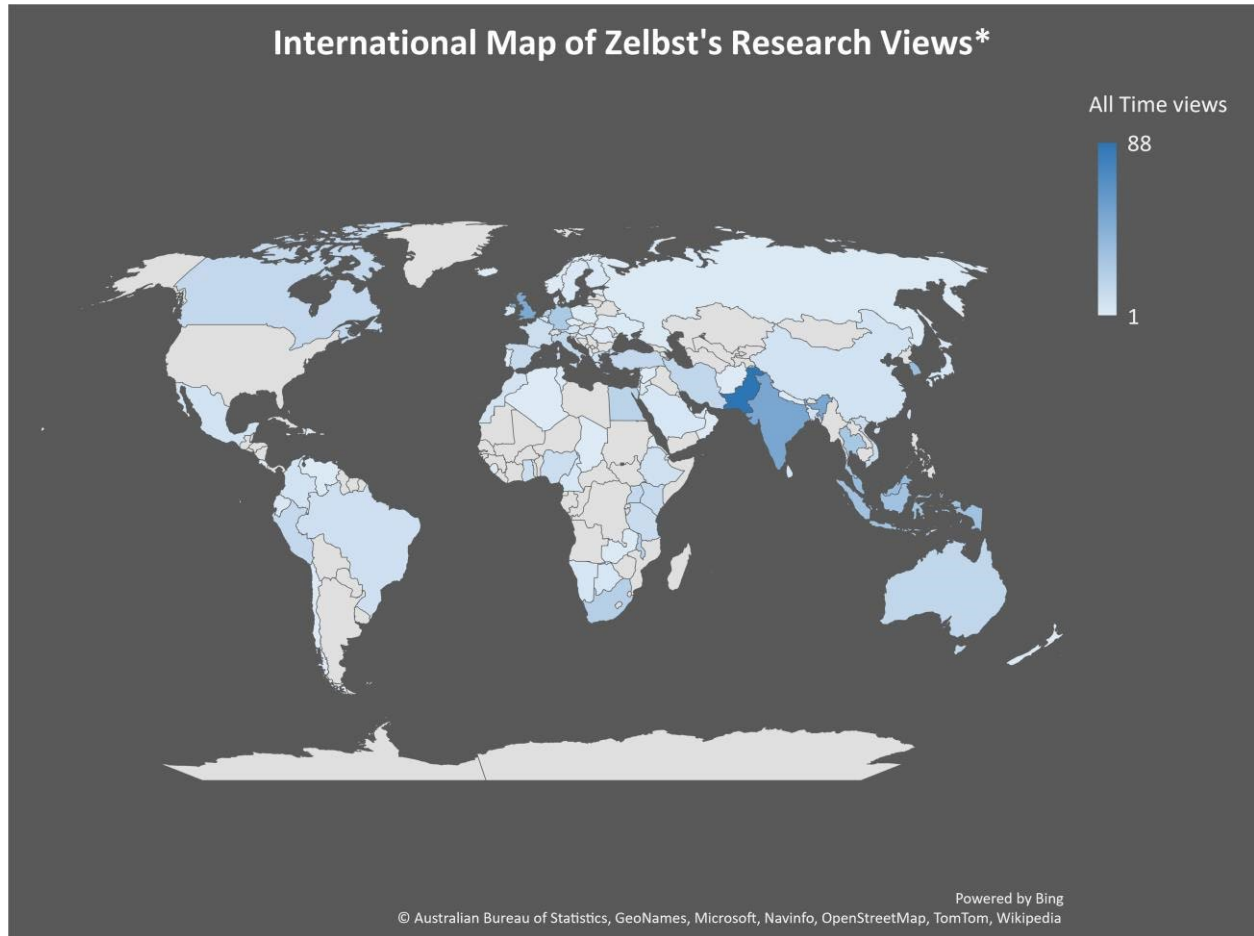 International Map of Zelbst's Research Views*
All Time views
88
1
Powered by Bing
© Australian Bureau of Statistics, GeoNames, Microsoft, Navinfo, OpenStreetMap, TomTom, Wikipedia